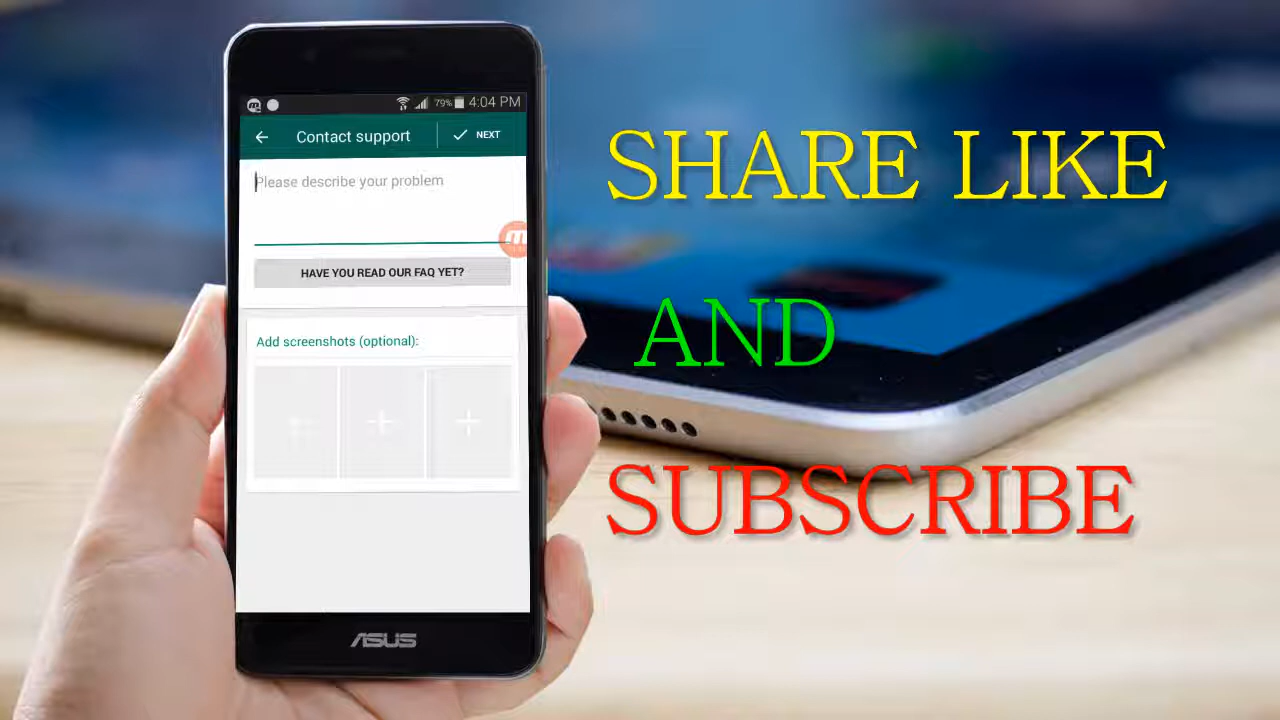 79% 4:04 PM
Contact support
NEXT
Please describe your problem
HAVE YOU READ OUR FAQ YET?
Add screenshots (optional):
ASUS
SHARE LIKE
AND
SUBSCRIBE